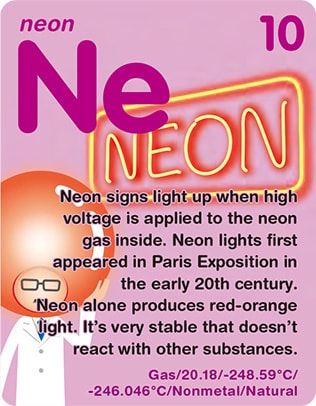 neon
10
Ne
NEON
Neon signs light up when high
voltage is applied to the neon
gas inside. Neon lights first
appeared in Paris Exposition in
the early 20th century.
Neon alone produces red-orange
light. It's very stable that doesn't
react with other substances.
Gas/20.18/-248.59°C/
-246.046°C/Nonmetal/Natural